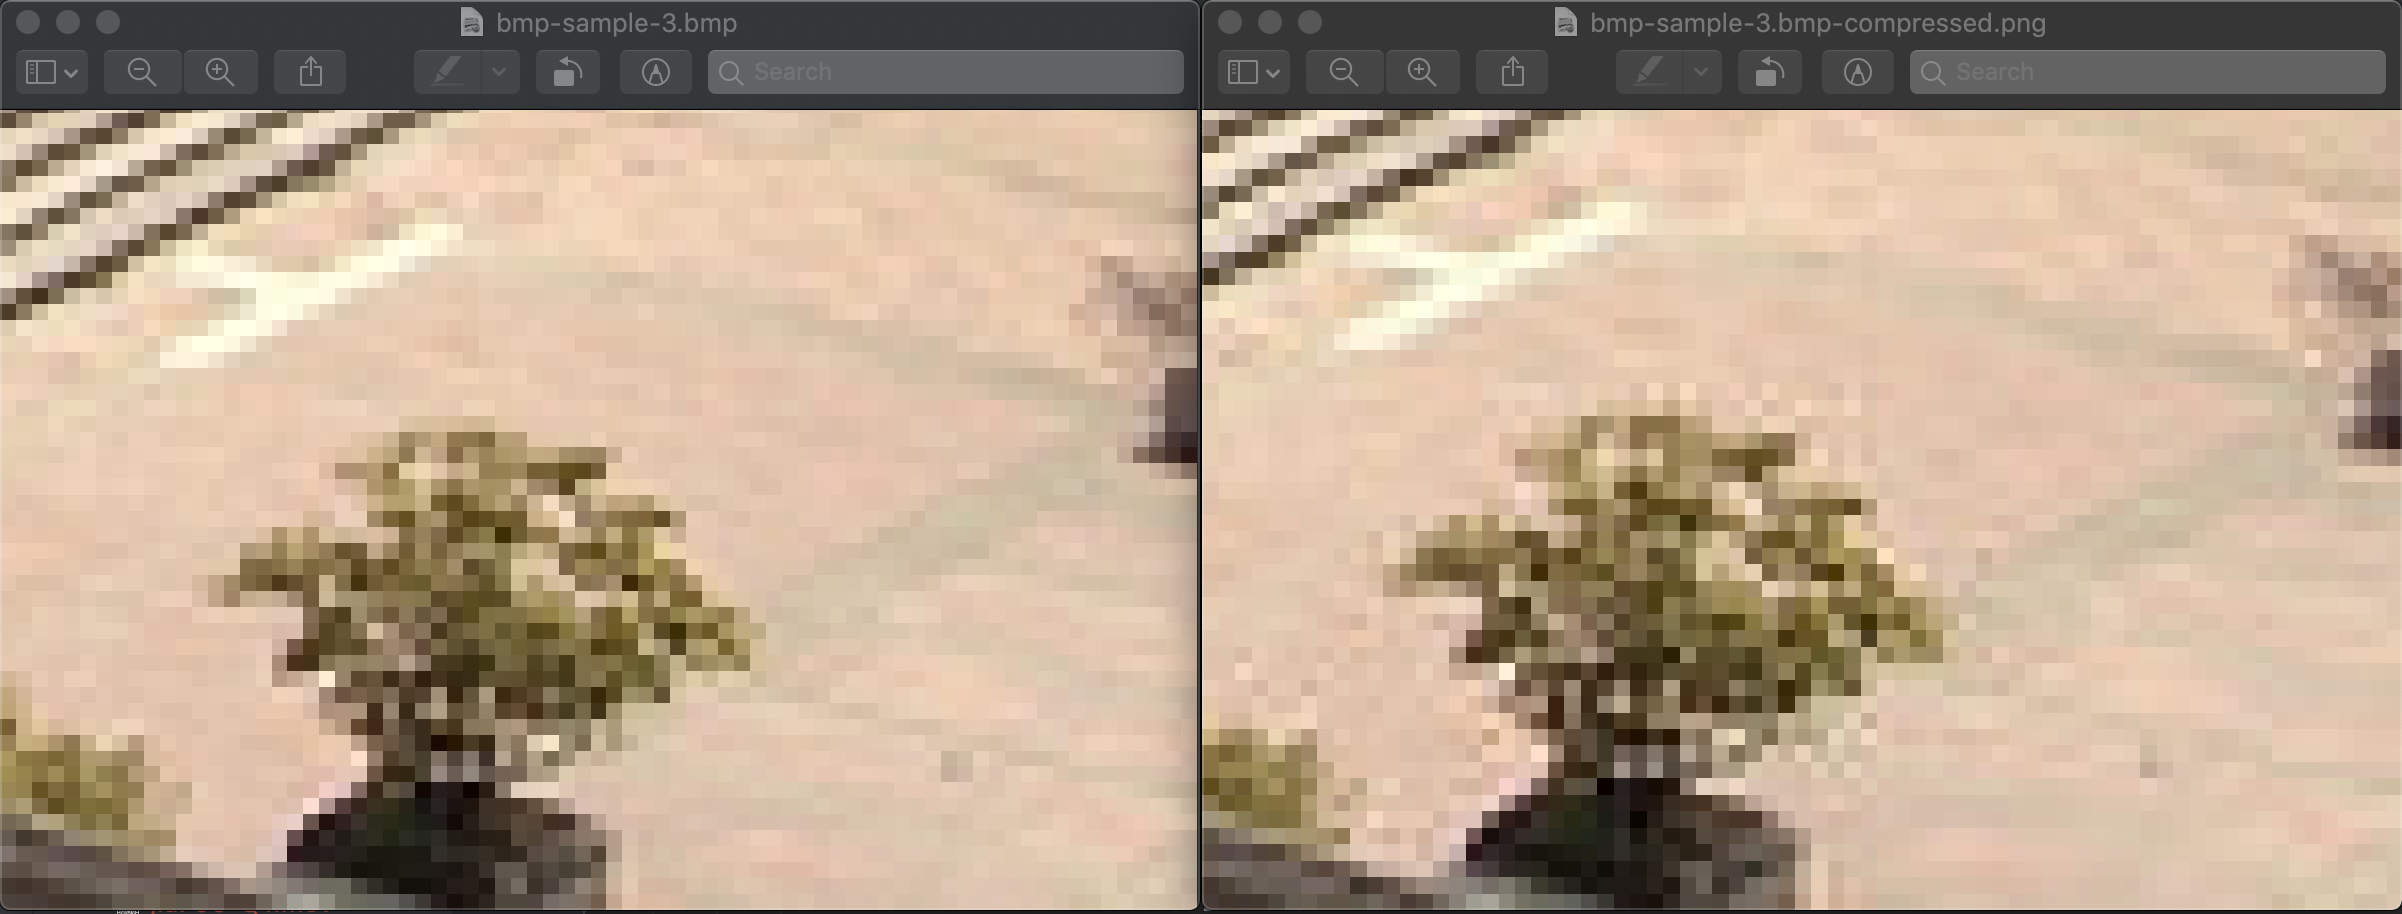 bmp-sample-3.bmp
Search
bmp-sample-3.bmp-compressed.png
Search